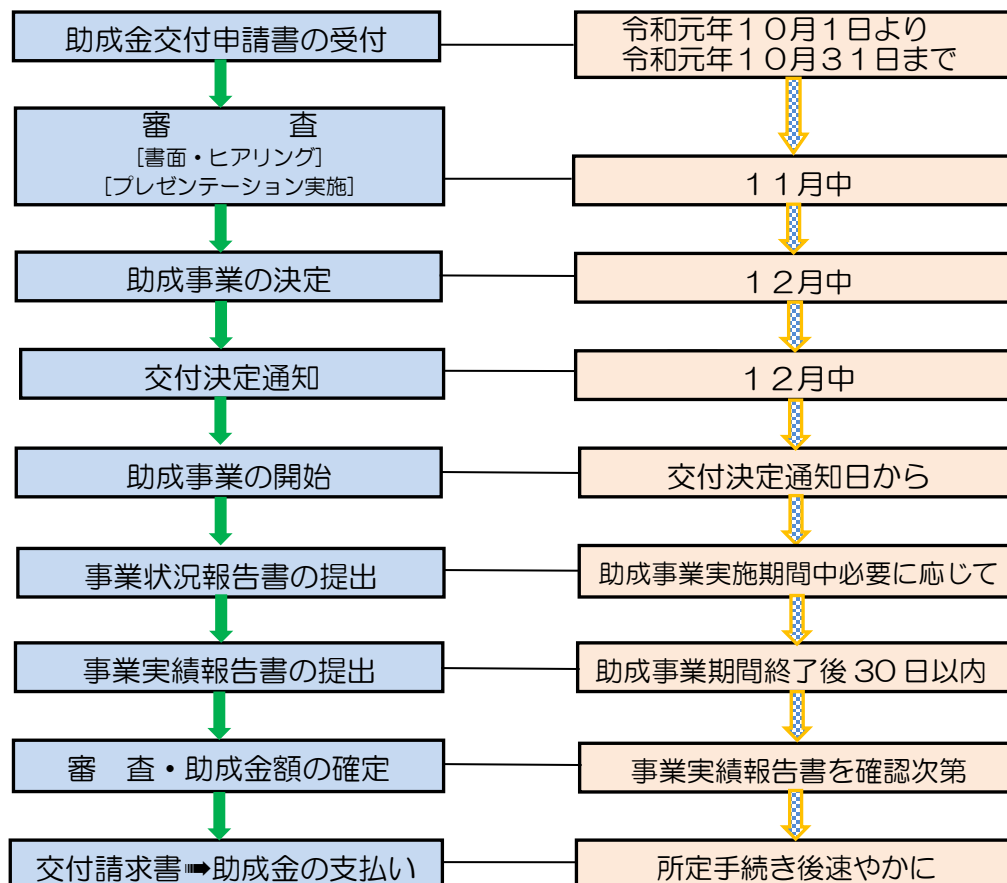 助成金交付申請書の受付
令和元年１０月１日より
令和元年10月３１日まで
審　　　査
[書面・ヒアリング]
[プレゼンテーション実施]
１１月中
助成事業の決定
１２月中
交付決定通知
１２月中
助成事業の開始
交付決定通知日から
事業状況報告書の提出
助成事業実施期間中必要に応じて
事業実績報告書の提出
助成事業期間終了後 30 日以内
審　査・助成金額の確定
事業実績報告書を確認次第
交付請求書➠助成金の支払い
所定手続き後速やかに